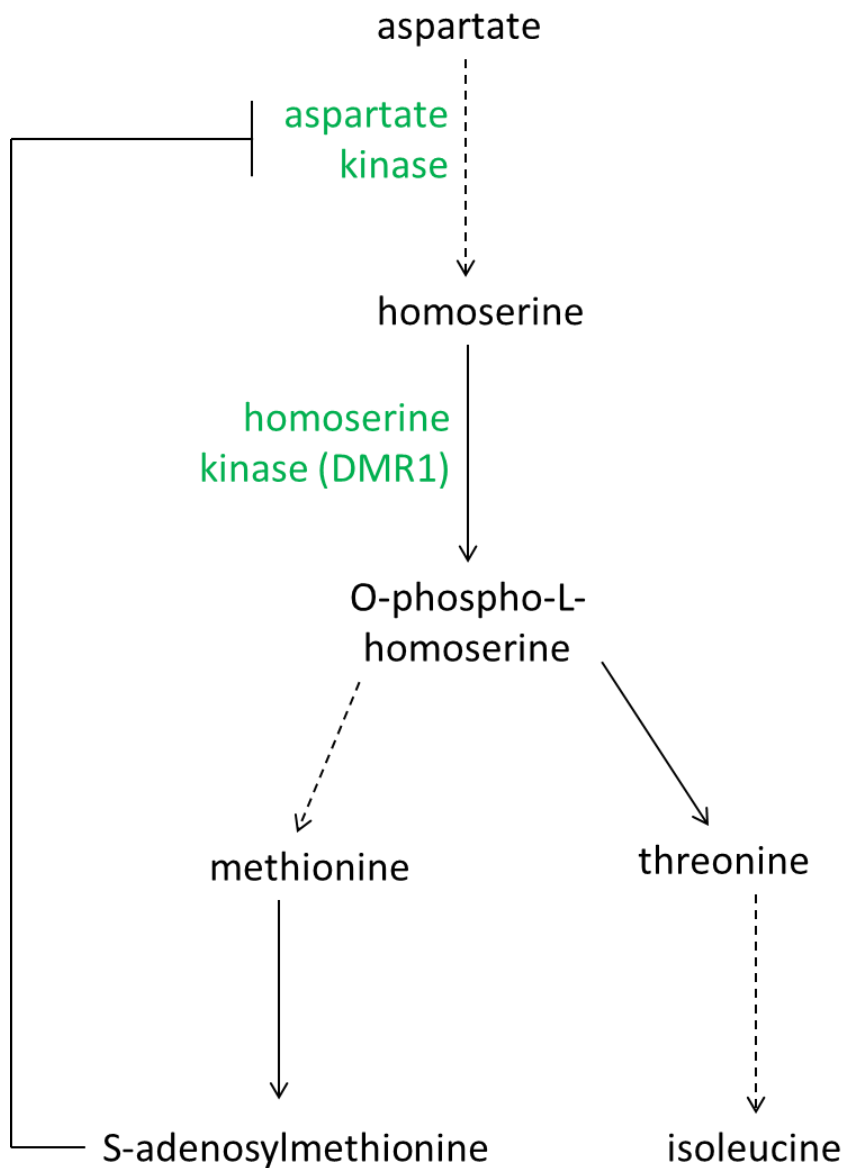 aspartate
aspartate
kinase
homoserine
homoserine
kinase (DMR1)
O-phospho-L-
homoserine
methionine
threonine
S-adenosylmethionine
isoleucine